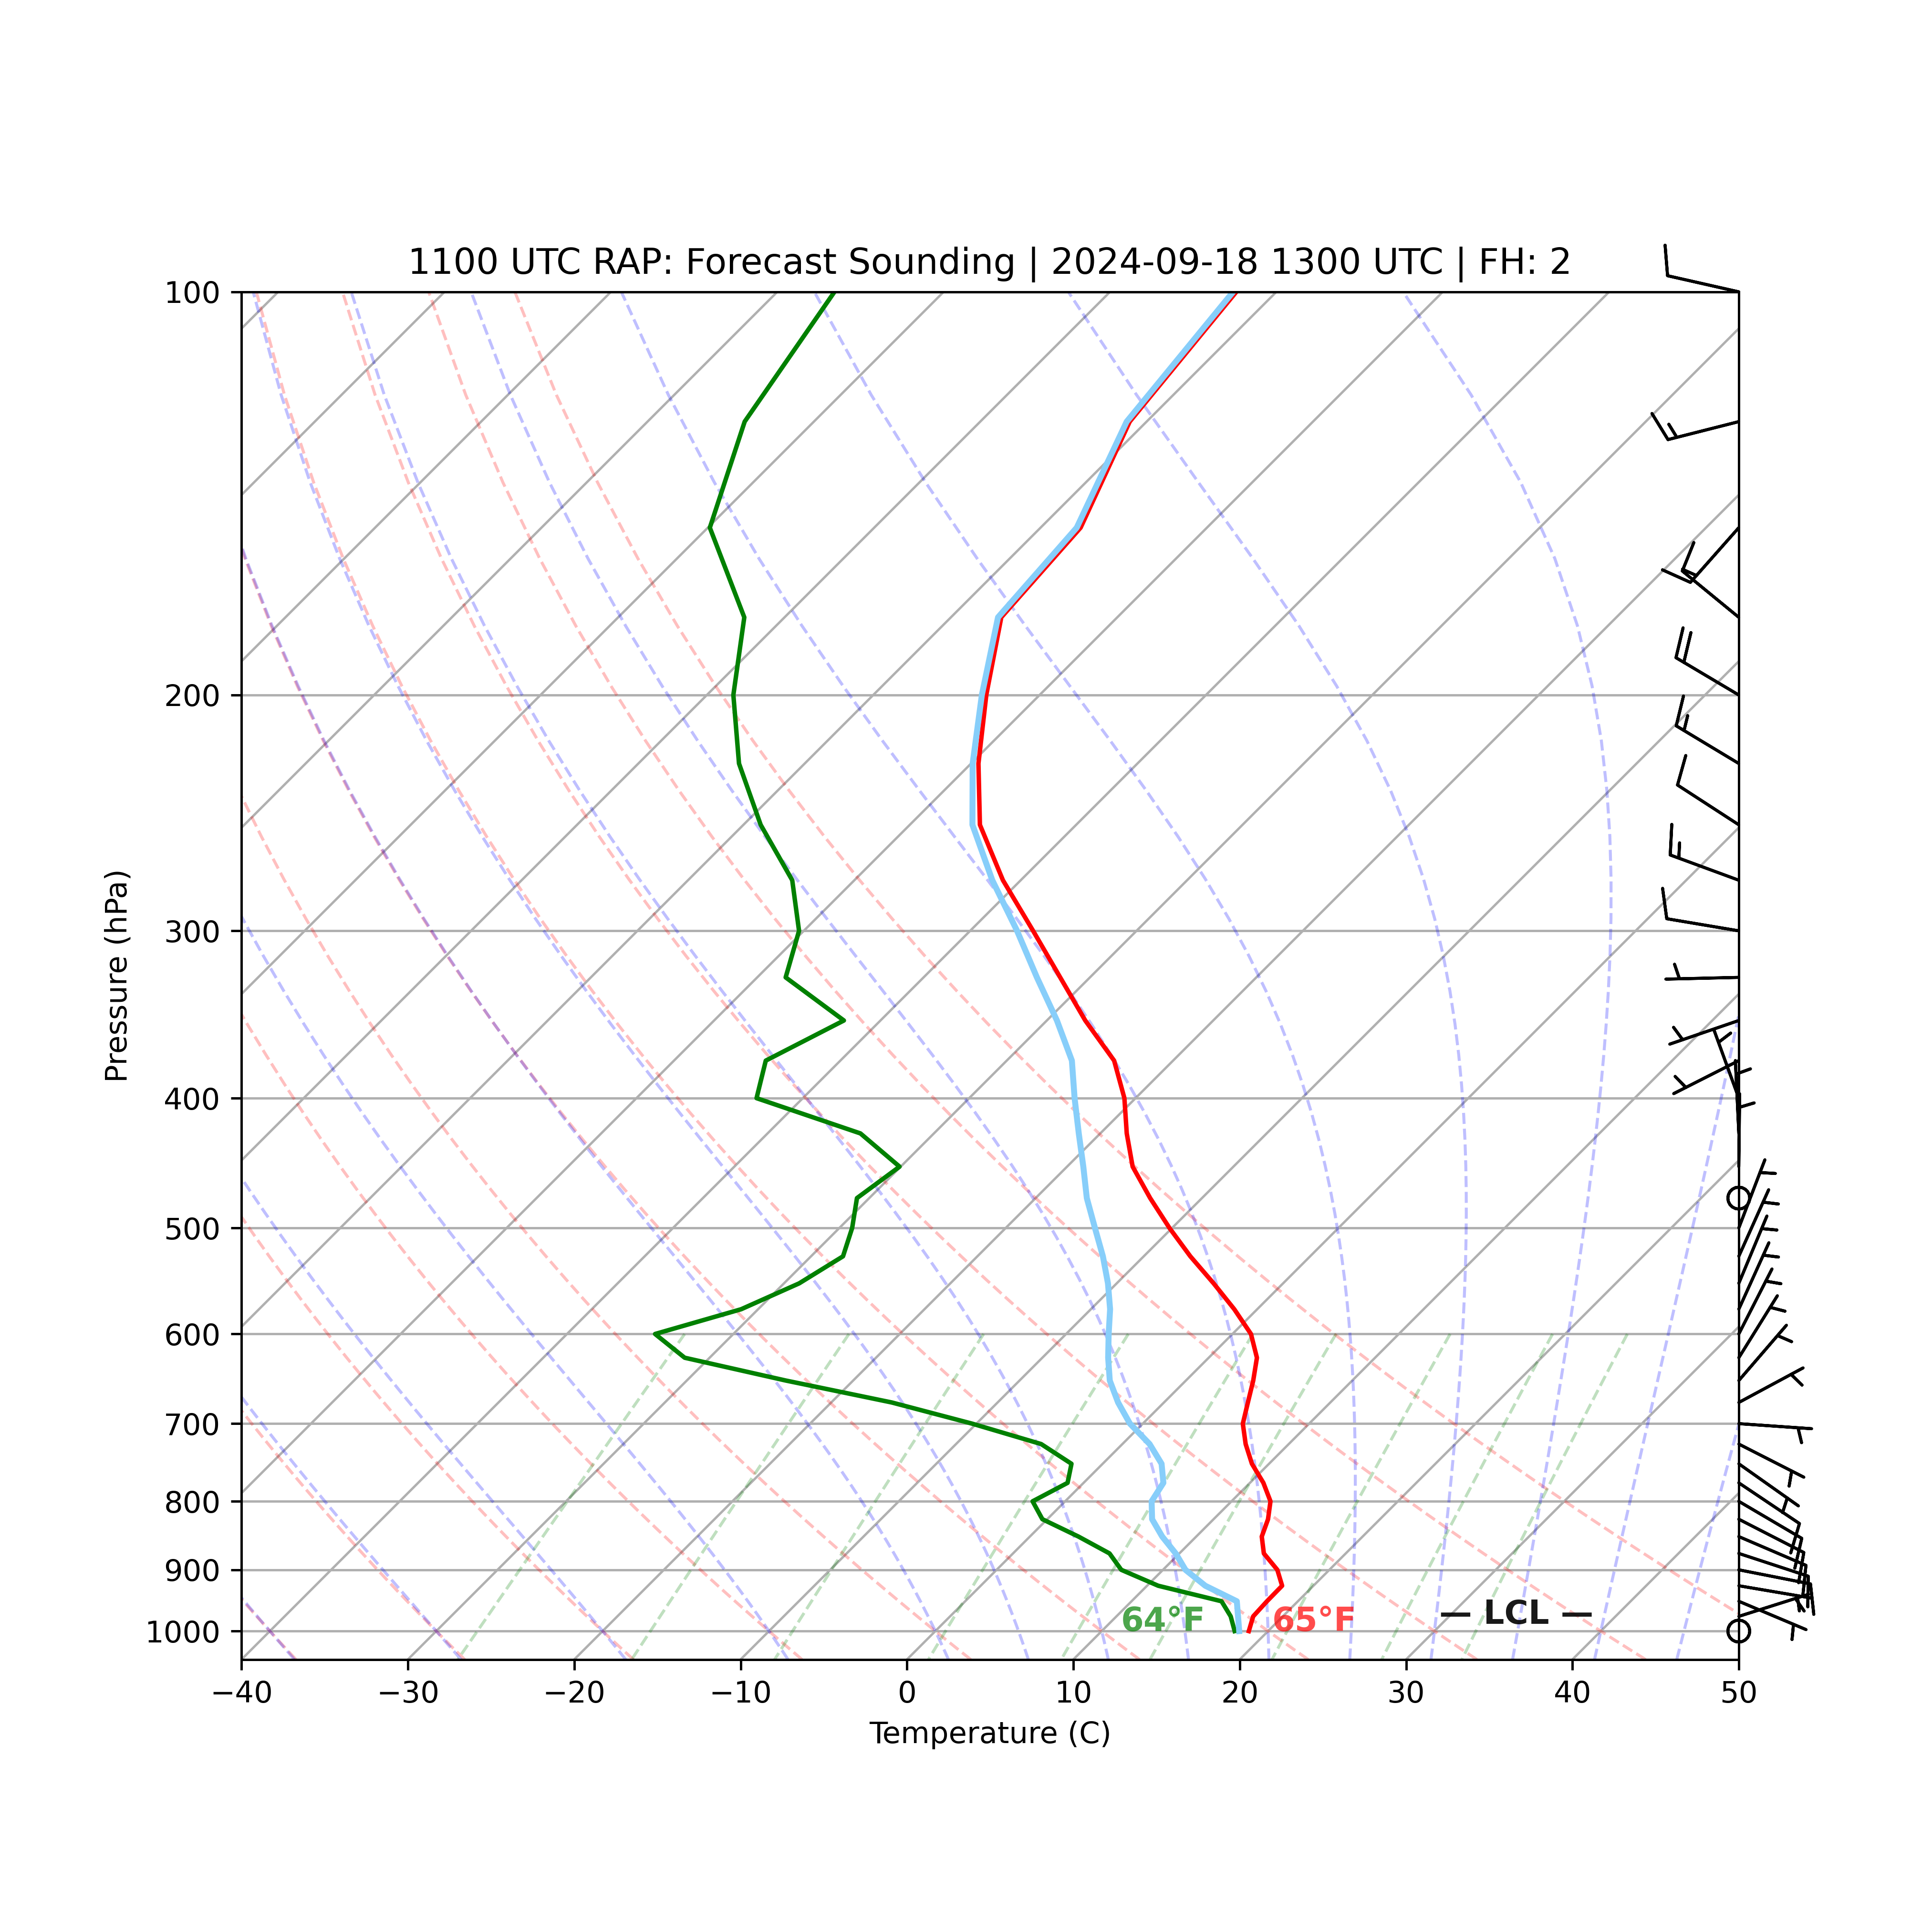 1100 UTC RAP: Forecast Sounding | 2024-09-18 1300 UTC | FH: 2
100
200
300
400
500
600
700
800
900
1000
Pressure (hPa)
64°F
65°F
— LCL —
−40 −30 −20 −10 0 10 20 30 40 50
Temperature (C)